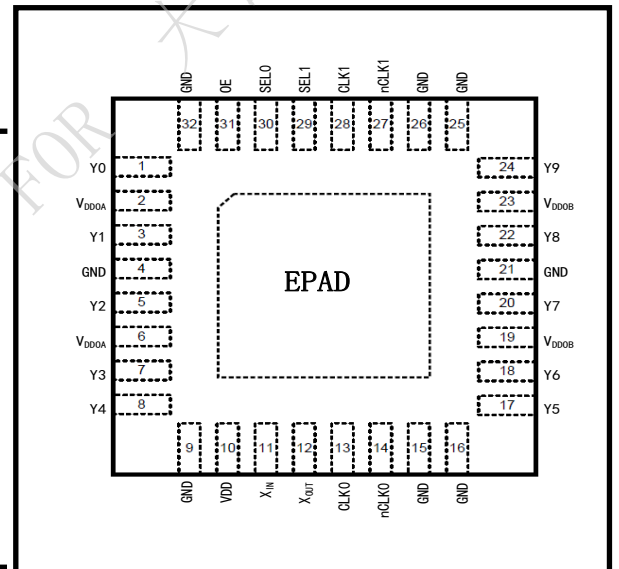 FOR 大
GND OE SEL0 SEL1 CLK1 nCLK1 GND GND
32 31 30 29 28 27 26 25
Y0 1 24 Y9
VDDOA 2 23 VDDOB
Y1 3 22 Y8
GND 4 21 GND
EPAD
Y2 5 20 Y7
VDDOA 6 19 VDDOB
Y3 7 18 Y6
Y4 8 17 Y5
9 10 11 12 13 14 15 16
GND VDD XIN XOUT CLK0 nCLK0 GND GND